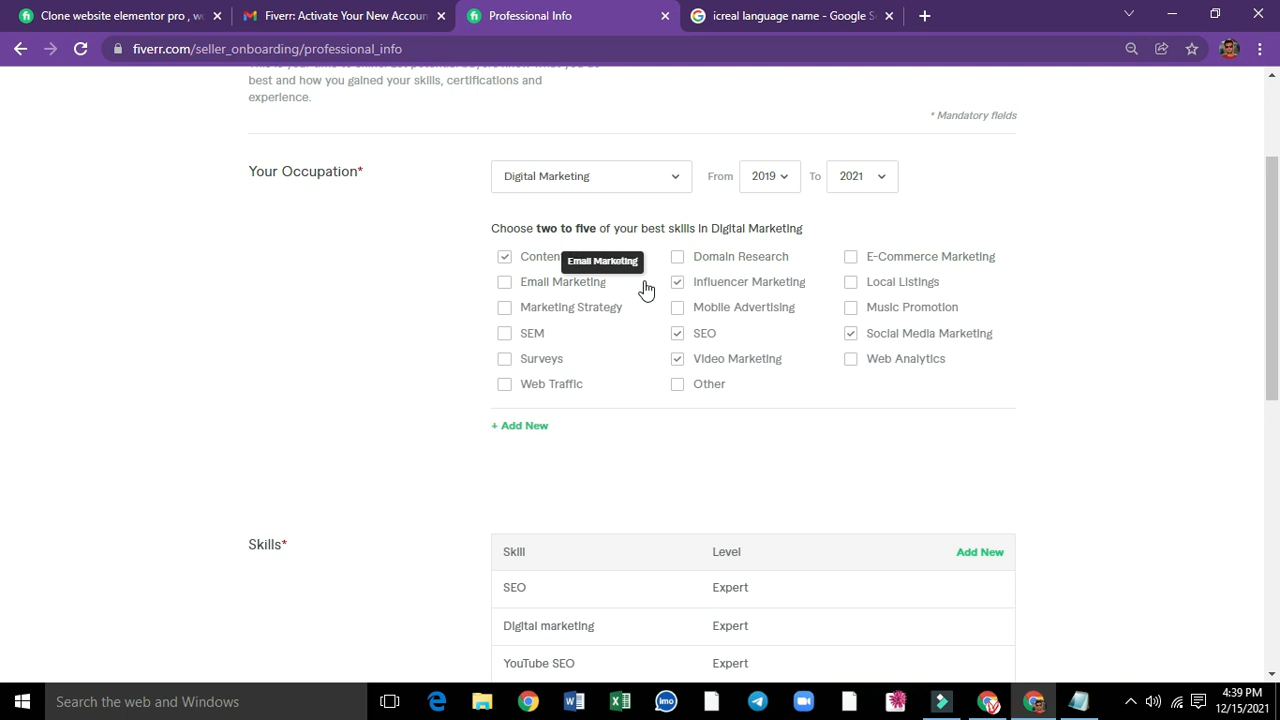 Clone website elementor pro , w
Fiverr: Activate Your New Accoun
Professional Info
icreal language name - Google S
fiverr.com/seller_onboarding/professional_info
best and how you gained your skills, certifications and
experience.
* Mandatory fields
Your Occupation*
Digital Marketing
From
2019
To
2021
Choose two to five of your best skills in Digital Marketing
Conten
Domain Research
E-Commerce Marketing
Email Marketing
Email Marketing
Influencer Marketing
Local Listings
Marketing Strategy
Mobile Advertising
Music Promotion
SEM
SEO
Social Media Marketing
Surveys
Video Marketing
Web Analytics
Web Traffic
Other
+ Add New
Skills*
Skill
Level
Add New
SEO
Expert
Digital marketing
Expert
YouTube SEO
Expert
Search the web and Windows
imo
4:39 PM
12/15/2021